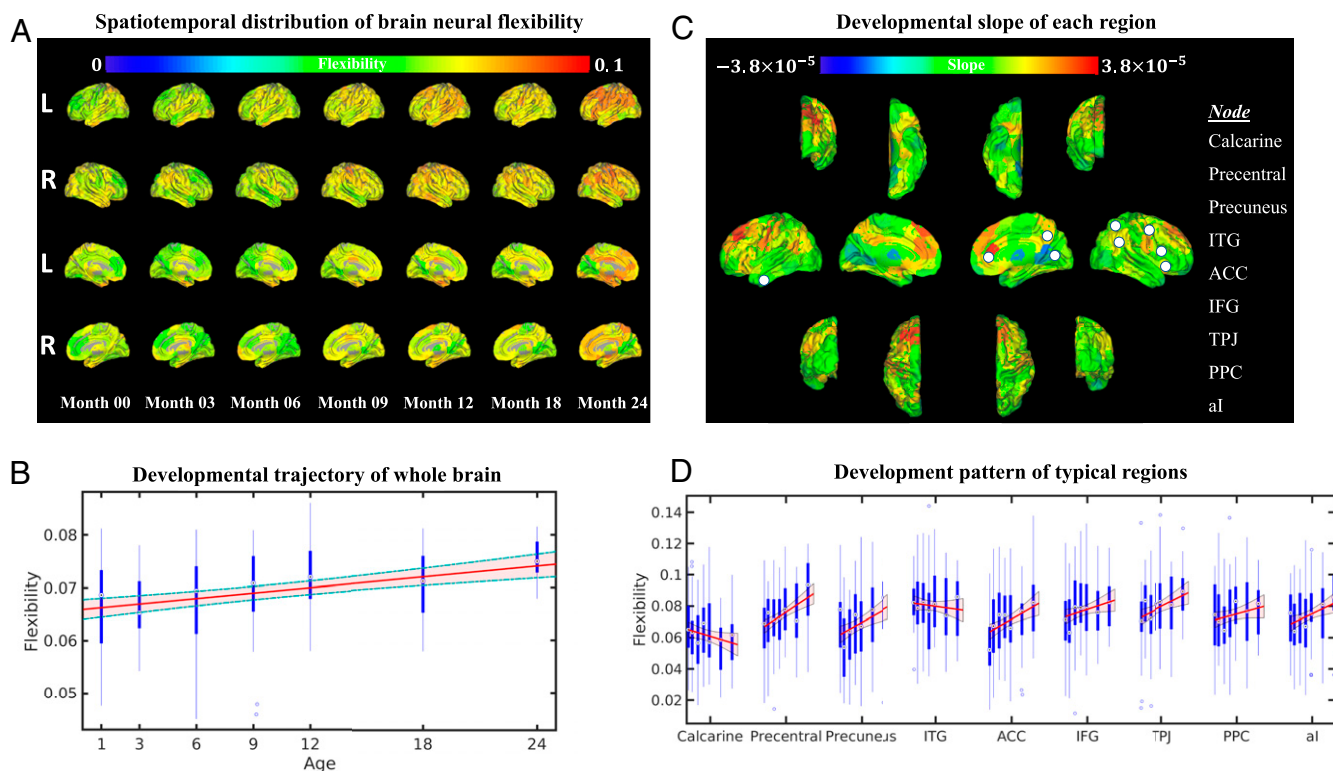 A
Spatiotemporal distribution of brain neural flexibility
0 Flexibility 0.1
L
R
L
R
Month 00 Month 03 Month 06 Month 09 Month 12 Month 18 Month 24
C
Developmental slope of each region
−3.8×10⁻⁵ Slope 3.8×10⁻⁵
Node
Calcarine
Precentral
Precuneus
ITG
ACC
IFG
TPJ
PPC
aI
B
Developmental trajectory of whole brain
Flexibility
0.08
0.07
0.06
0.05
1 3 6 9 12 18 24
Age
D
Development pattern of typical regions
Flexibility
0.14
0.12
0.10
0.08
0.06
0.04
0.02
Calcarine Precentral Precuneus ITG ACC IFG TPJ PPC aI